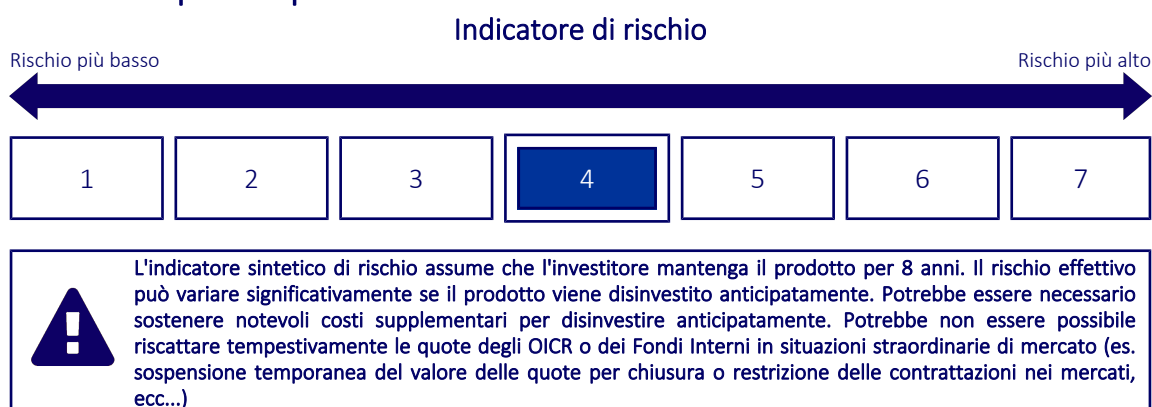 Indicatore di rischio
Rischio più basso
Rischio più alto
1 2 3 4 5 6 7
L'indicatore sintetico di rischio assume che l'investitore mantenga il prodotto per 8 anni. Il rischio effettivo
può variare significativamente se il prodotto viene disinvestito anticipatamente. Potrebbe essere necessario
sostenere notevoli costi supplementari per disinvestire anticipatamente. Potrebbe non essere possibile
riscattare tempestivamente le quote degli OICR o dei Fondi Interni in situazioni straordinarie di mercato (es.
sospensione temporanea del valore delle quote per chiusura o restrizione delle contrattazioni nei mercati,
ecc...)